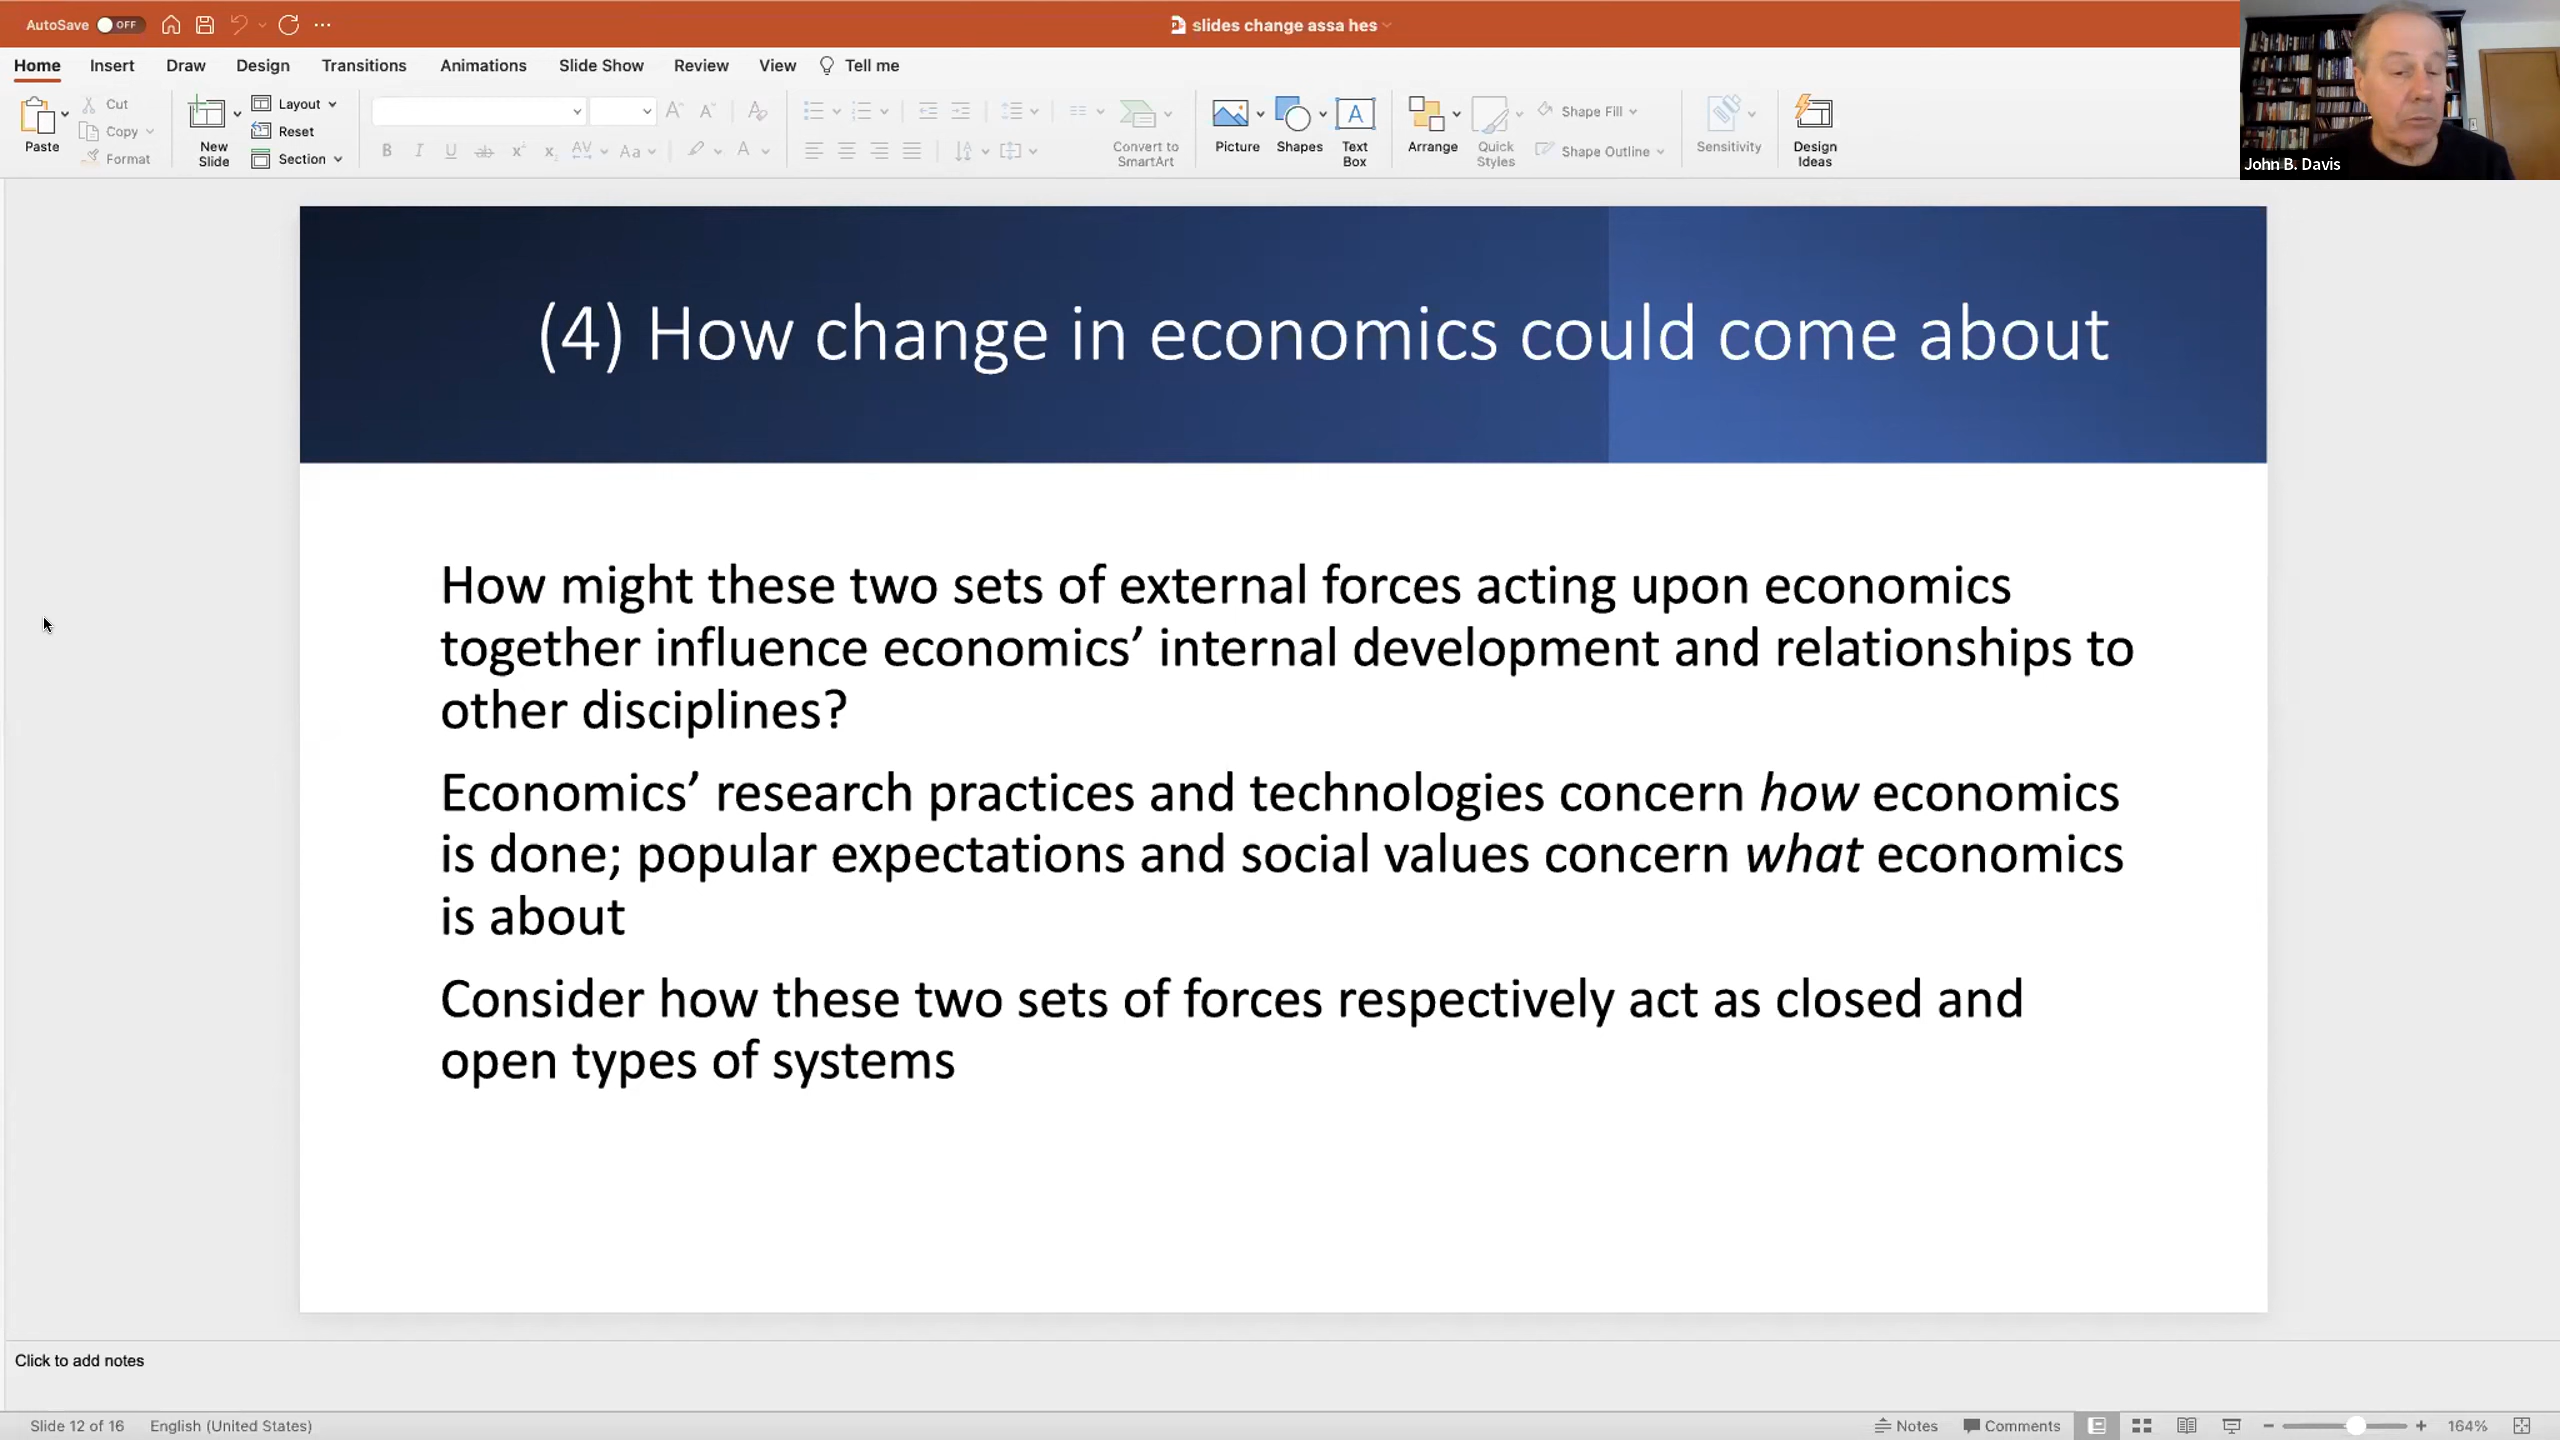 AutoSave OFF
slides change assa hes
Home Insert Draw Design Transitions Animations Slide Show Review View Tell me
Paste
Cut
Copy
Format
New
Slide
Layout
Reset
Section
B I U ab x² x₂ AV Aa A
Convert to
SmartArt
Picture
Shapes
A
Text
Box
Arrange
Quick
Styles
Shape Fill
Shape Outline
Sensitivity
Design
Ideas
John B. Davis
(4) How change in economics could come about
How might these two sets of external forces acting upon economics
together influence economics’ internal development and relationships to
other disciplines?
Economics’ research practices and technologies concern how economics
is done; popular expectations and social values concern what economics
is about
Consider how these two sets of forces respectively act as closed and
open types of systems
Click to add notes
Slide 12 of 16 English (United States) Notes Comments 164%